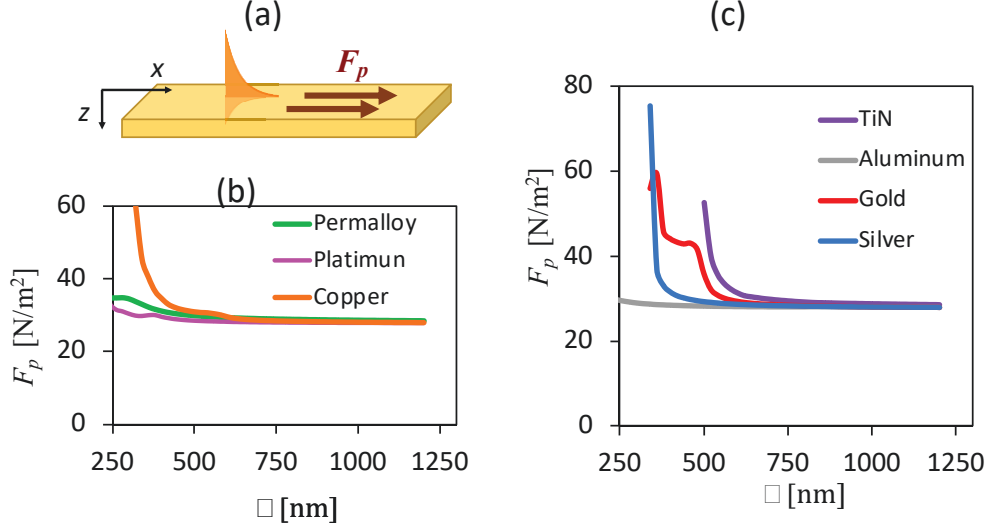 (a)
x
z
F_p
(b)
60
40
20
0
250
500
750
1000
1250
F_p [N/m²]
□ [nm]
Permalloy
Platimun
Copper
(c)
80
60
40
20
0
250
500
750
1000
1250
F_p [N/m²]
□ [nm]
TiN
Aluminum
Gold
Silver